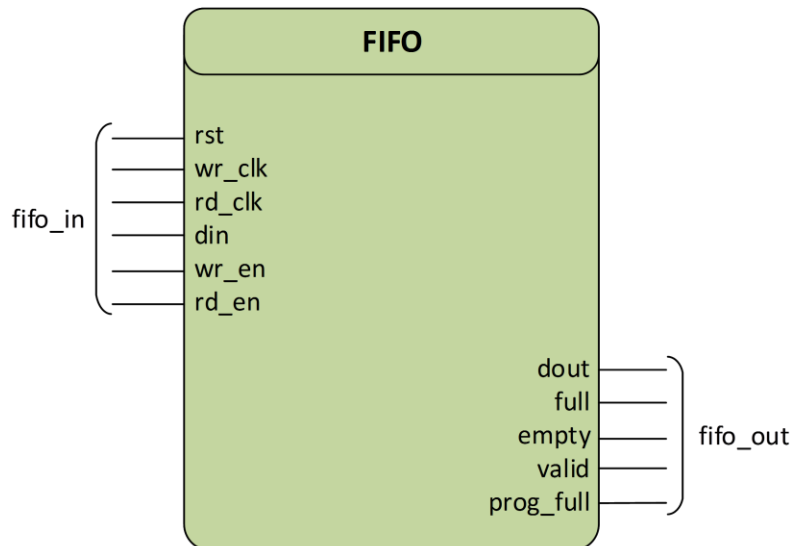 FIFO
rst
wr_clk
rd_clk
fifo_in
din
wr_en
rd_en
dout
full
empty
fifo_out
valid
prog_full